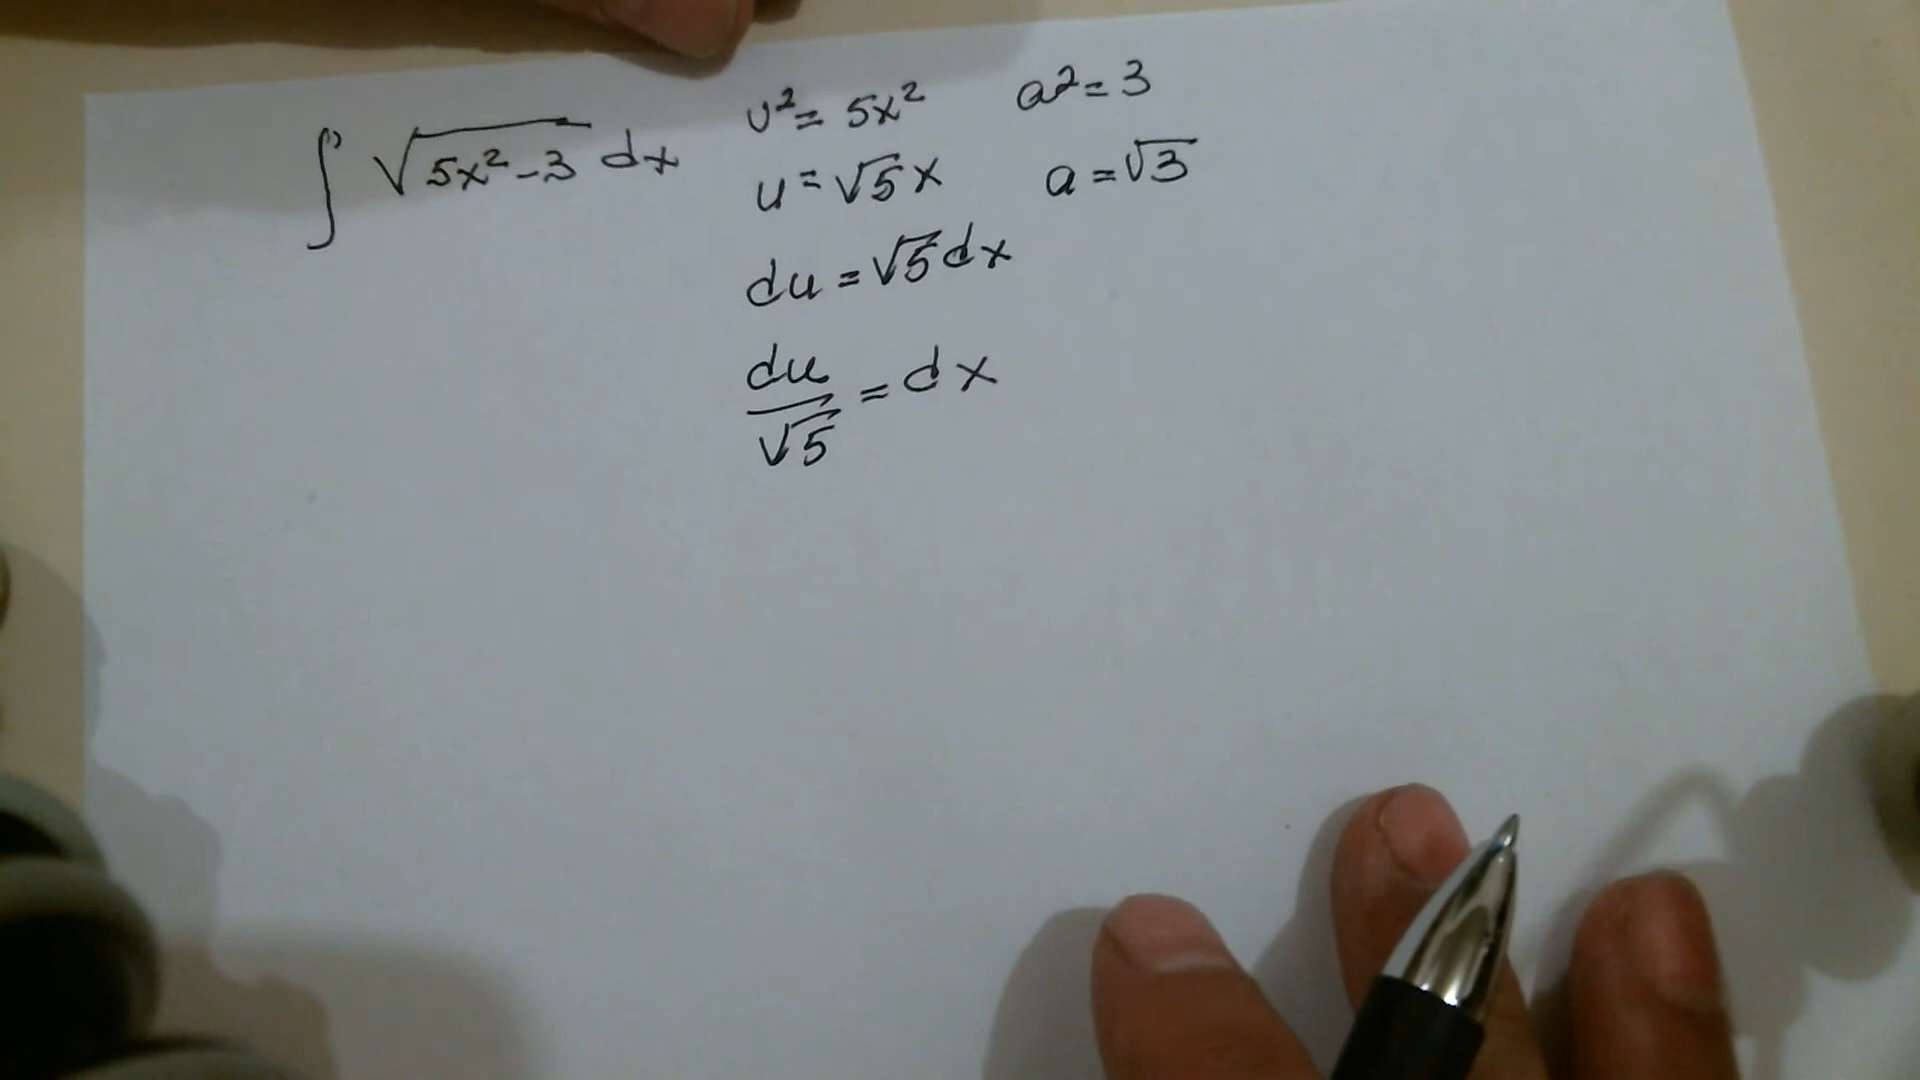 ∫ √(5x²-3) dx
u² = 5x²
a² = 3
u = √5 x
a = √3
du = √5 dx
du/√5 = dx